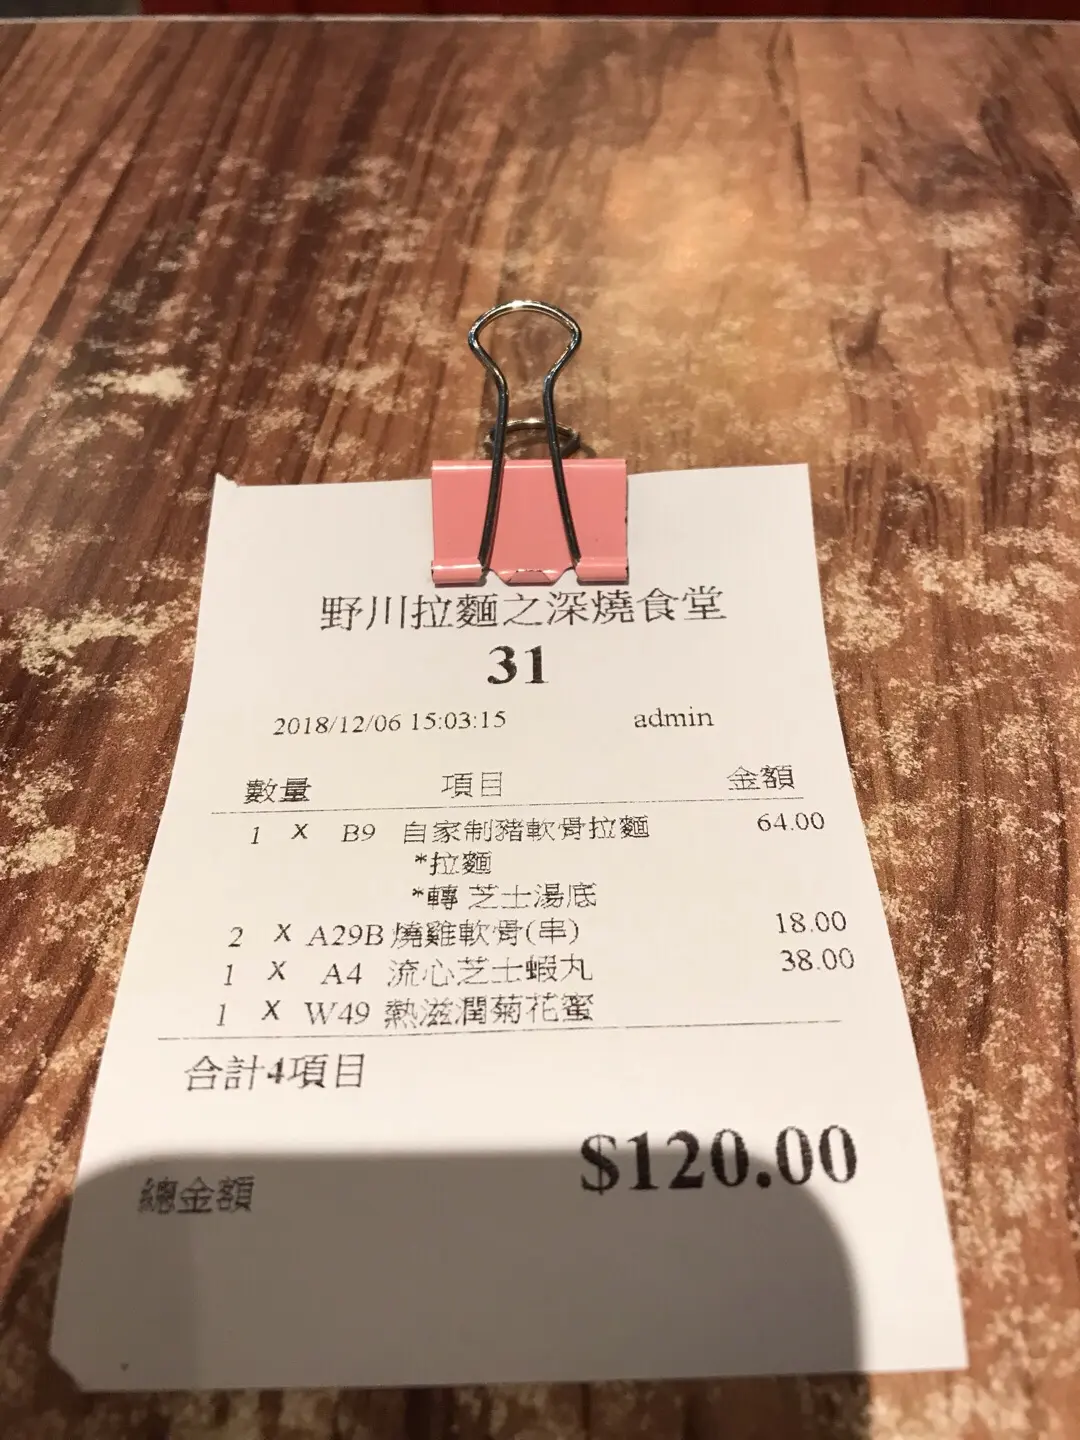 野川拉麵之深燒食堂
31
2018/12/06 15:03:15 admin
數量 項目 金額
1 X B9 自家制豬軟骨拉麵 64.00
*拉麵
*轉 芝士湯底
2 X A29B 燒雞軟骨(串) 18.00
1 X A4 流心芝士蝦丸 38.00
1 X W49 熱滋潤菊花蜜
合計4項目
$120.00
總金額